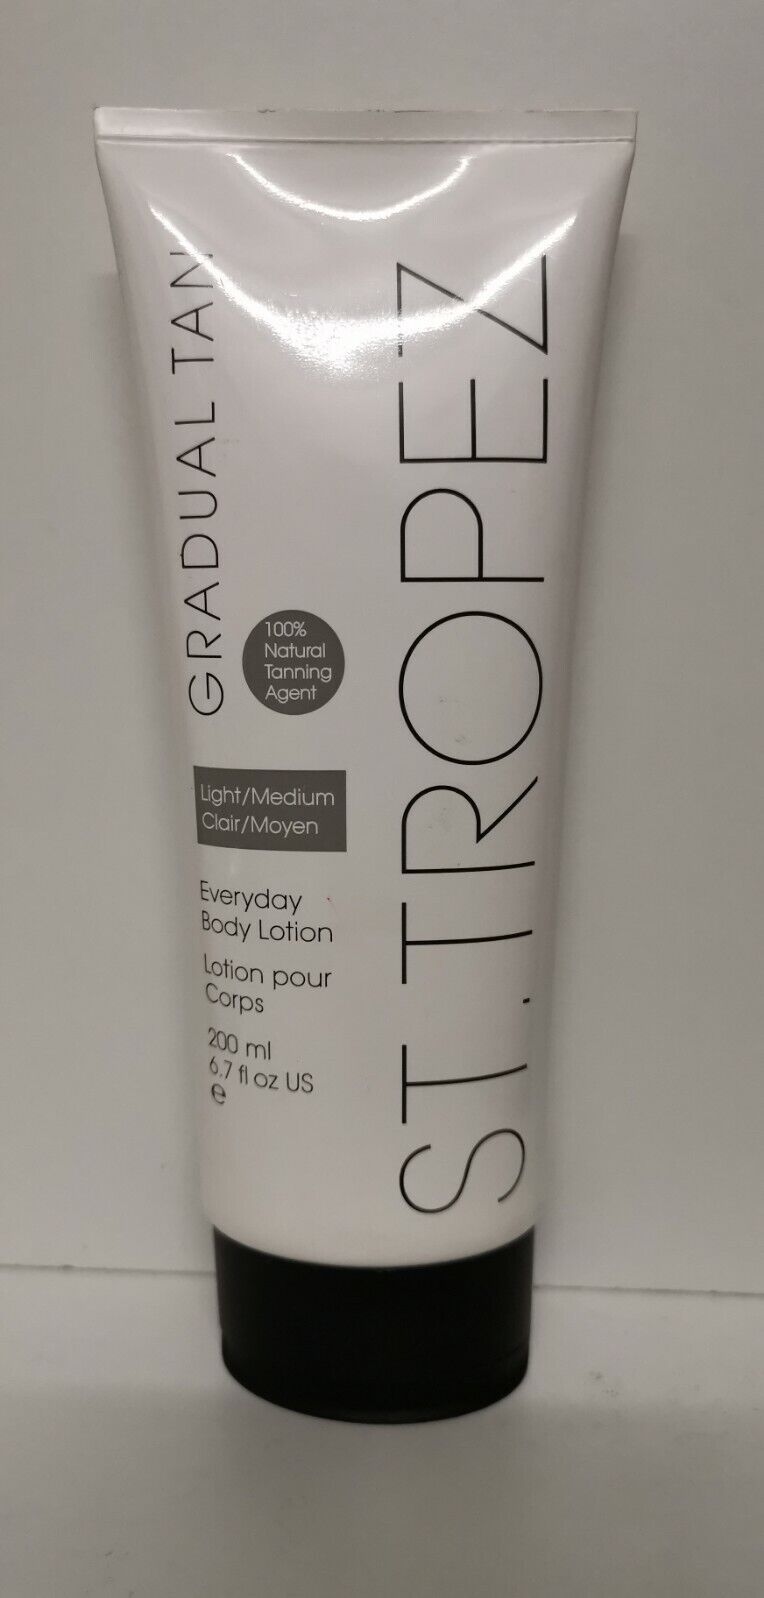 GRADUAL TAN
ST. TROPEZ
100%
Natural
Tanning
Agent
Light/Medium
Clair/Moyen
Everyday
Body Lotion
Lotion pour
Corps
200 ml
6.7 fl oz US
e